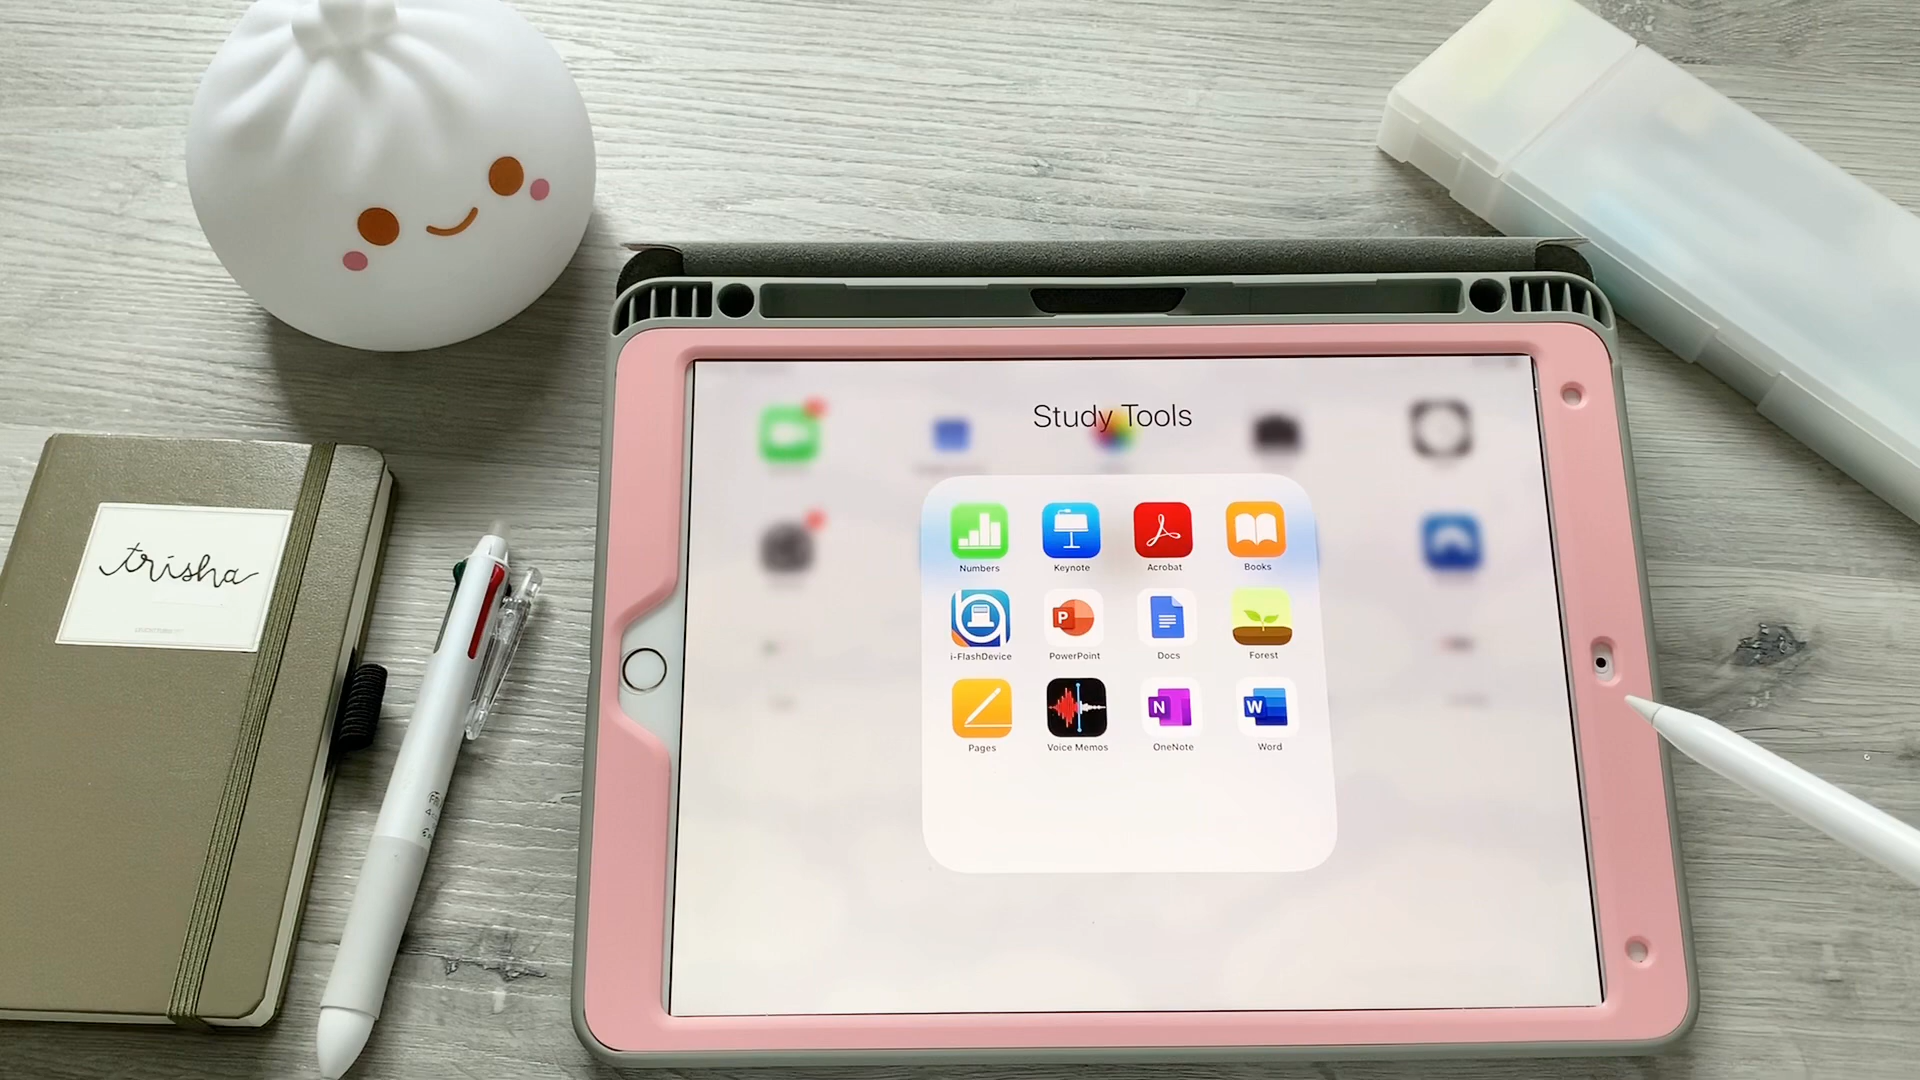 Study Tools
Numbers
Keynote
Acrobat
Books
i-FlashDevice
PowerPoint
Docs
Forest
Pages
Voice Memos
OneNote
Word
P
N
W
trisha